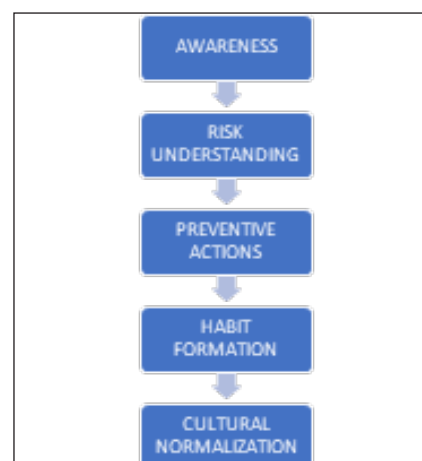 AWARENESS
RISK
UNDERSTANDING
PREVENTIVE
ACTIONS
HABIT
FORMATION
CULTURAL
NORMALIZATION